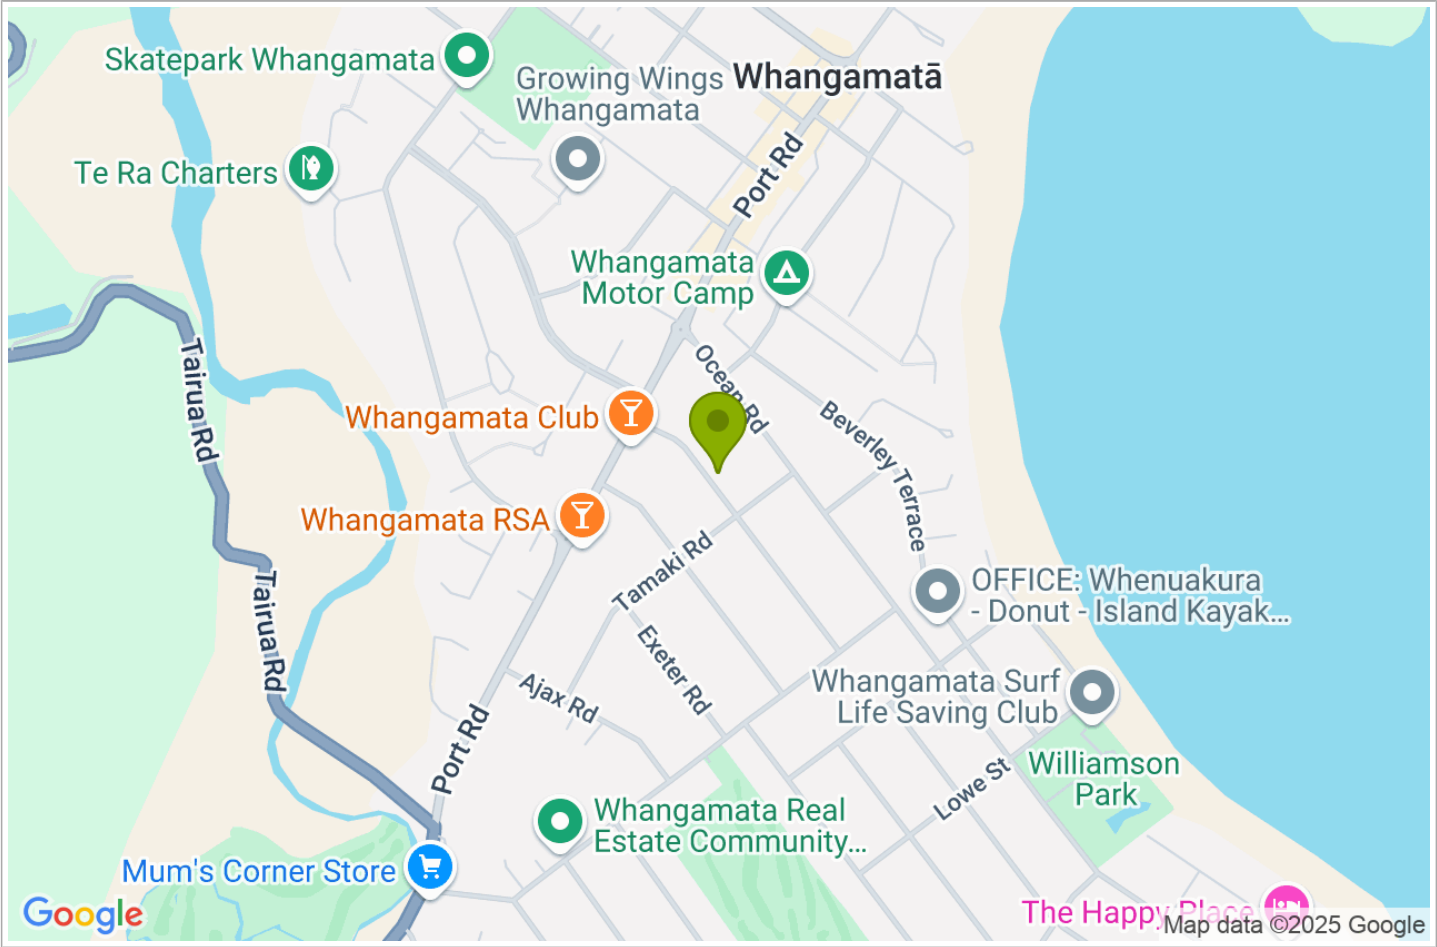 Skatepark Whangamata
Growing Wings
Whangamata
Whangamatā
Te Ra Charters
Port Rd
Whangamata
Motor Camp
Tairua Rd
Ocean Rd
Whangamata Club
Beverley Terrace
Whangamata RSA
Tamaki Rd
Tairua Rd
OFFICE: Whenuakura
- Donut - Island Kayak...
Exeter Rd
Ajax Rd
Whangamata Surf
Life Saving Club
Port Rd
Williamson
Park
Lowe St
Whangamata Real
Estate Community...
Mum's Corner Store
The Happy Place
Google
Map data ©2025 Google